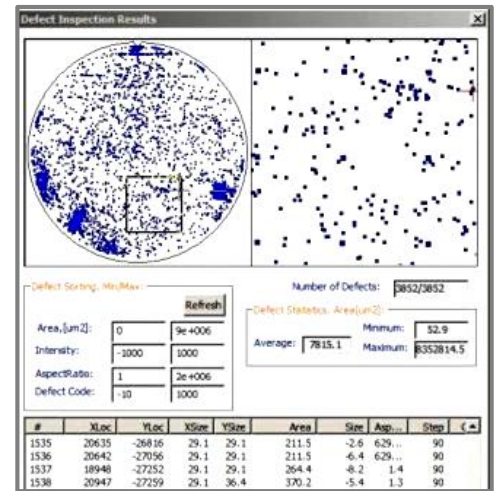 Defect Inspection Results
Defect Sorting, Min/Max:
Refresh
Area,[um2]: 0 9e+006
Intensity: -1000 1000
AspectRatio: 1 2e+006
Defect Code: -10 1000
Number of Defects: 3852/3852
Defect Statistics, Area[um2]:
Average: 7815.1
Minimum: 52.9
Maximum: 8352814.5
# XLoc YLoc XSize YSize Area Size Asp... Step
1535 20635 -26816 29.1 29.1 211.5 -2.6 629... 90
1536 20642 -27056 29.1 29.1 211.5 -6.4 629... 90
1537 18948 -27252 29.1 29.1 264.4 -8.2 1.4 90
1538 20947 -27259 29.1 36.4 370.2 -5.4 1.3 90